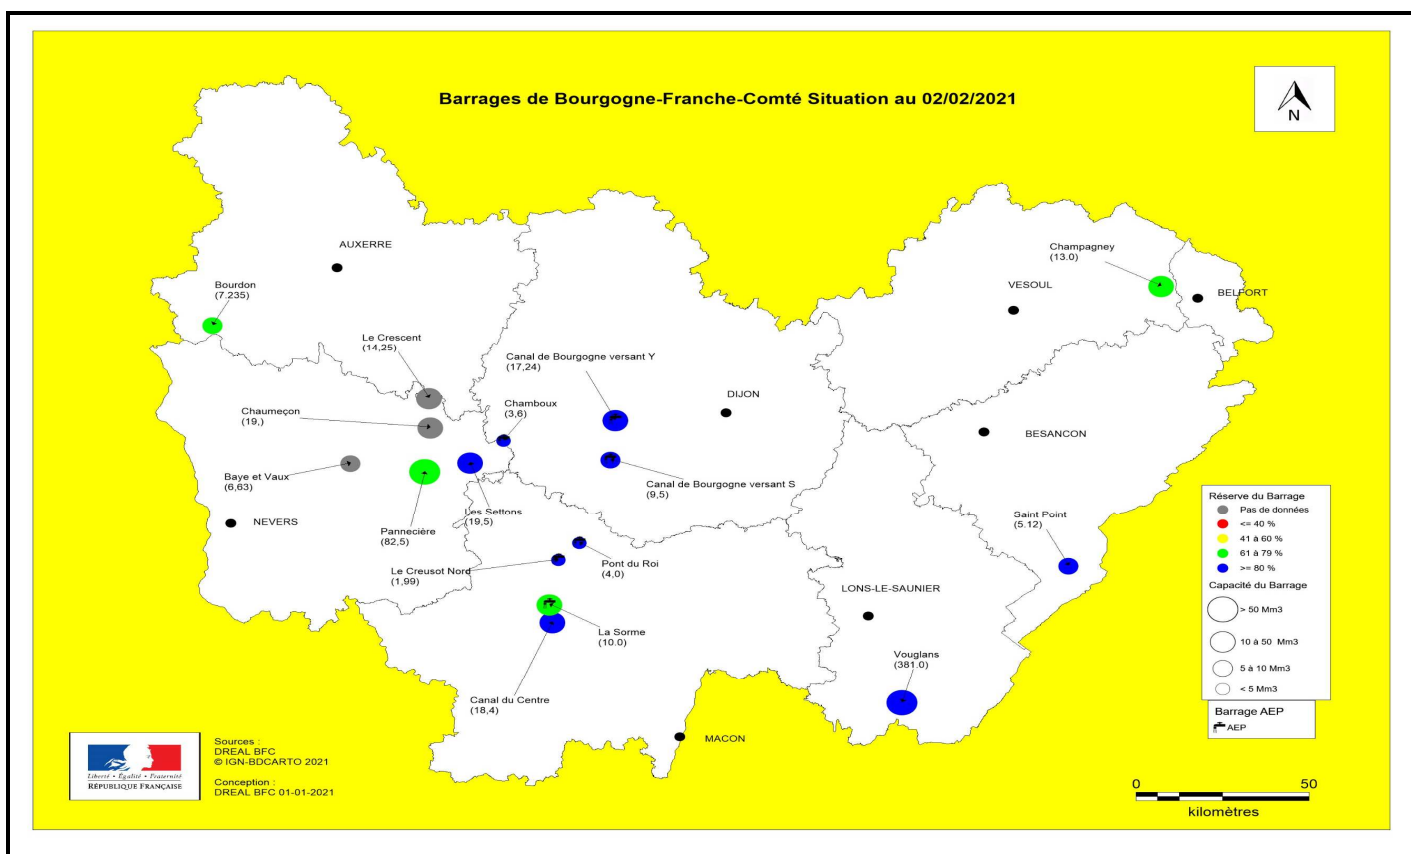 Barrages de Bourgogne-Franche-Comté Situation au 02/02/2021
N
AUXERRE
Bourdon
(7.235)
Le Crescent
(14,25)
Chaumeçon
(19,)
Baye et Vaux
(6,63)
NEVERS
Pannecière
(82,5)
Les Settons
(19,5)
Chamboux
(3,6)
Canal de Bourgogne versant Y
(17,24)
DIJON
Canal de Bourgogne versant S
(9,5)
Champagney
(13.0)
VESOUL
BELFORT
BESANCON
Saint Point
(5.12)
Le Creusot Nord
(1,99)
Pont du Roi
(4,0)
La Sorme
(10.0)
Canal du Centre
(18,4)
LONS-LE-SAUNIER
Vouglans
(381.0)
MACON
Réserve du Barrage
Pas de données
<= 40 %
41 à 60 %
61 à 79 %
>= 80 %
Capacité du Barrage
> 50 Mm3
10 à 50 Mm3
5 à 10 Mm3
< 5 Mm3
Barrage AEP
AEP
Liberté • Égalité • Fraternité
RÉPUBLIQUE FRANÇAISE
Sources :
DREAL BFC
© IGN-BDCARTO 2021
Conception :
DREAL BFC 01-01-2021
0 50
kilomètres